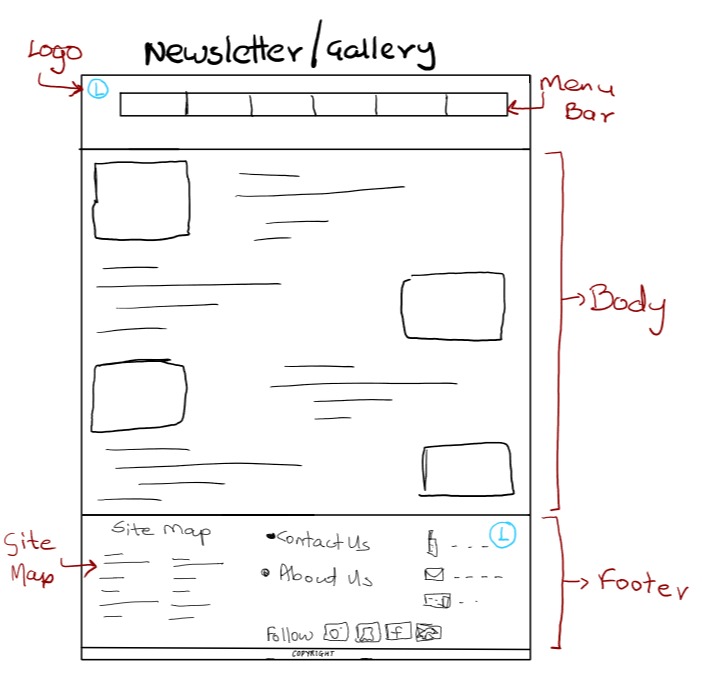 Newsletter/Gallery
Logo
L
Menu
Bar
Body
Site Map
Contact Us
About Us
L
Site
Map
Footer
Follow
f
COPYRIGHT